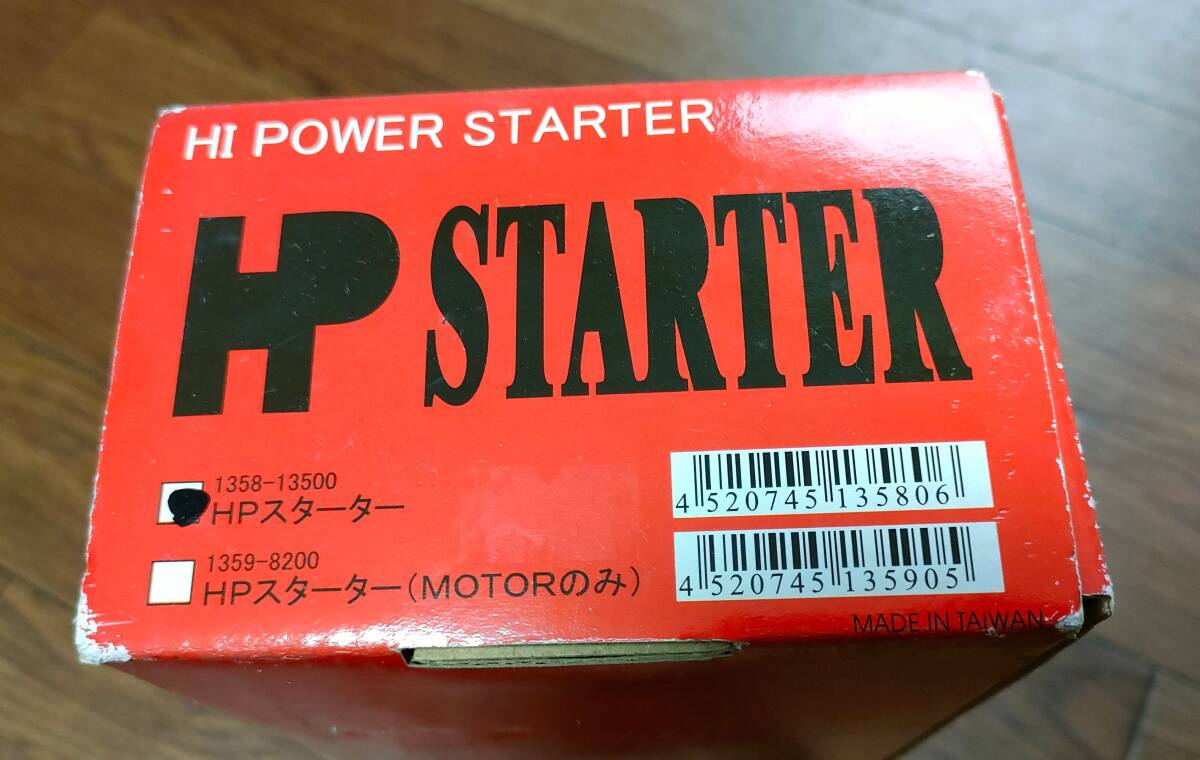 HI POWER STARTER
HP STARTER
1358-13500
HPスターター
4 520745 135806
1359-8200
HPスターター(MOTORのみ)
4 520745 135905
MADE IN TAIWAN